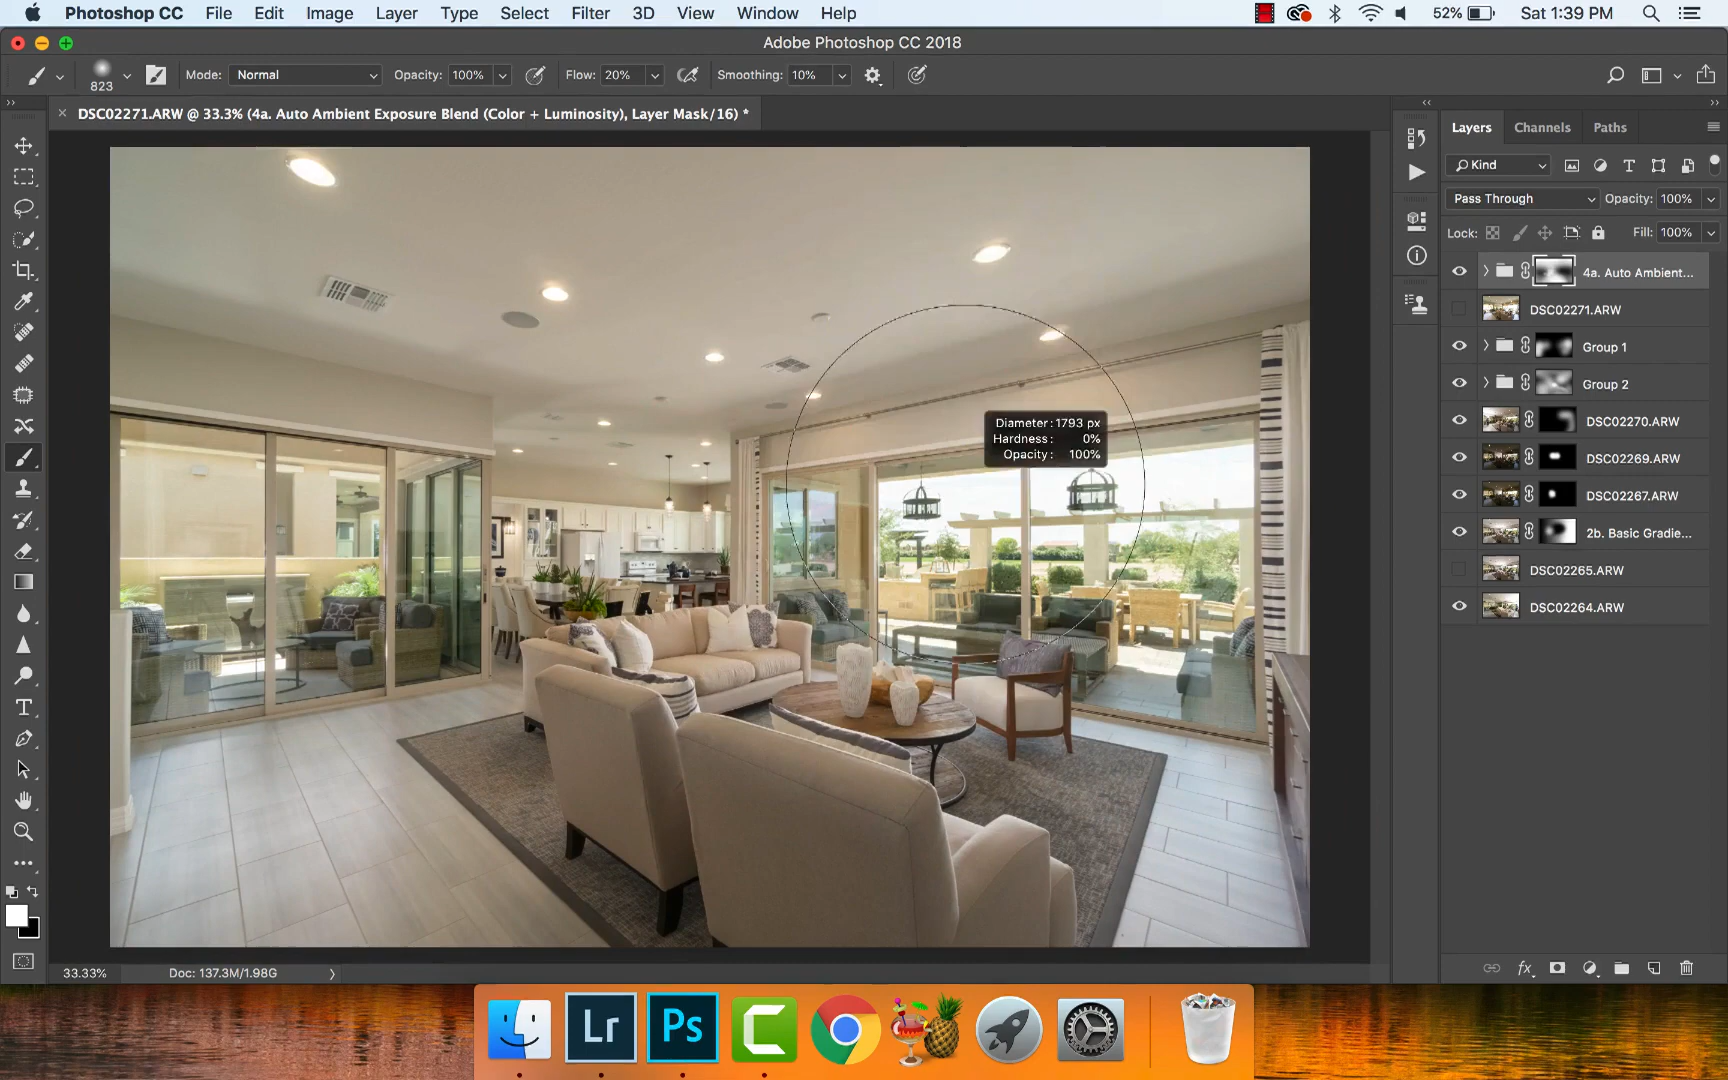 Photoshop CC File Edit Image Layer Type Select Filter 3D View Window Help 52% Sat 1:39 PM
Adobe Photoshop CC 2018
823 Mode: Normal Opacity: 100% Flow: 20% Smoothing: 10%
DSC02271.ARW @ 33.3% (4a. Auto Ambient Exposure Blend (Color + Luminosity), Layer Mask/16) *
Layers Channels Paths
Kind
Pass Through Opacity: 100%
Lock: Fill: 100%
4a. Auto Ambient...
DSC02271.ARW
Group 1
Group 2
DSC02270.ARW
DSC02269.ARW
DSC02267.ARW
2b. Basic Gradie...
DSC02265.ARW
DSC02264.ARW
Diameter: 1793 px
Hardness: 0%
Opacity: 100%
33.33% Doc: 137.3M/1.98G
fx
Lr Ps